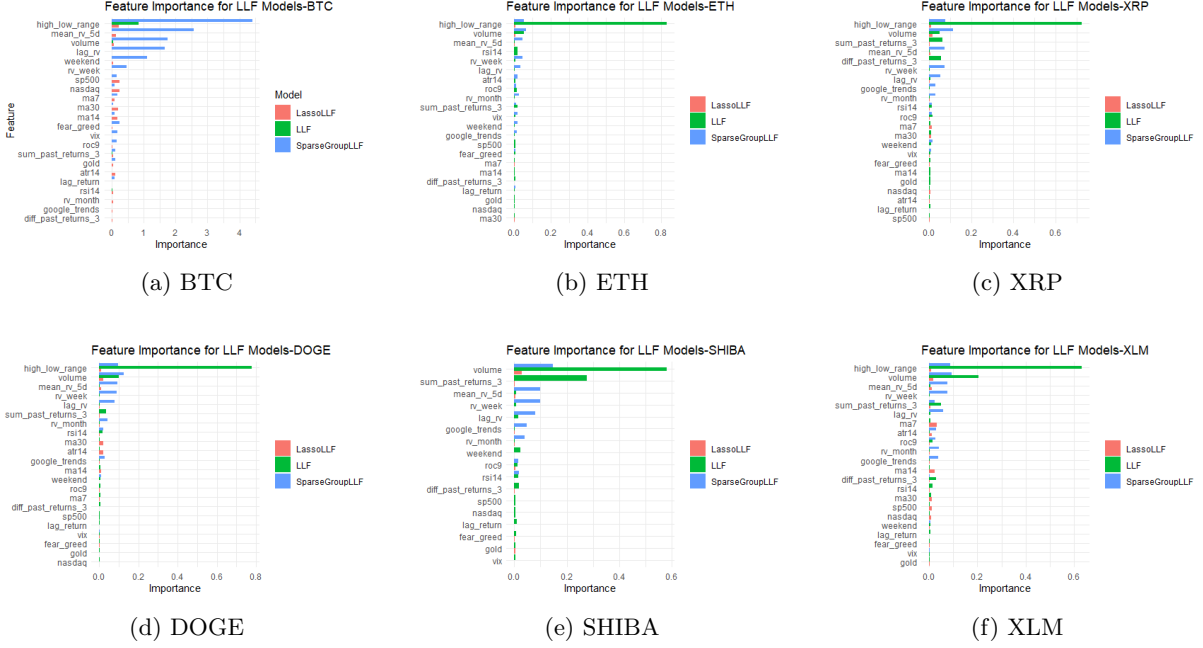 Feature Importance for LLF Models-BTC
Feature
high_low_range
mean_rv_5d
volume
lag_rv
weekend
rv_week
sp500
nasdaq
ma7
ma30
ma14
fear_greed
vix
roc9
sum_past_returns_3
gold
atr14
lag_return
rsi14
rv_month
google_trends
diff_past_returns_3
0 1 2 3 4
Importance
Model
LassoLLF
LLF
SparseGroupLLF
(a) BTC
Feature Importance for LLF Models-ETH
high_low_range
volume
mean_rv_5d
rsi14
rv_week
lag_rv
atr14
roc9
rv_month
sum_past_returns_3
vix
weekend
google_trends
sp500
fear_greed
ma7
ma14
diff_past_returns_3
lag_return
gold
nasdaq
ma30
0.0 0.2 0.4 0.6 0.8
Importance
LassoLLF
LLF
SparseGroupLLF
(b) ETH
Feature Importance for LLF Models-XRP
high_low_range
volume
sum_past_returns_3
mean_rv_5d
diff_past_returns_3
rv_week
lag_rv
google_trends
rv_month
rsi14
roc9
ma7
ma30
weekend
vix
fear_greed
ma14
gold
nasdaq
atr14
lag_return
sp500
0.0 0.2 0.4 0.6
Importance
LassoLLF
LLF
SparseGroupLLF
(c) XRP
Feature Importance for LLF Models-DOGE
high_low_range
volume
mean_rv_5d
rv_week
lag_rv
sum_past_returns_3
rv_month
rsi14
ma30
atr14
google_trends
ma14
weekend
roc9
ma7
diff_past_returns_3
sp500
lag_return
vix
fear_greed
gold
nasdaq
0.0 0.2 0.4 0.6 0.8
Importance
LassoLLF
LLF
SparseGroupLLF
(d) DOGE
Feature Importance for LLF Models-SHIBA
volume
sum_past_returns_3
mean_rv_5d
rv_week
lag_rv
google_trends
rv_month
weekend
roc9
rsi14
diff_past_returns_3
sp500
nasdaq
lag_return
fear_greed
gold
vix
0.0 0.2 0.4 0.6
Importance
LassoLLF
LLF
SparseGroupLLF
(e) SHIBA
Feature Importance for LLF Models-XLM
high_low_range
volume
mean_rv_5d
rv_week
sum_past_returns_3
lag_rv
ma7
atr14
roc9
rv_month
google_trends
ma14
diff_past_returns_3
rsi14
ma30
sp500
nasdaq
weekend
lag_return
fear_greed
vix
gold
0.0 0.2 0.4 0.6
Importance
LassoLLF
LLF
SparseGroupLLF
(f) XLM